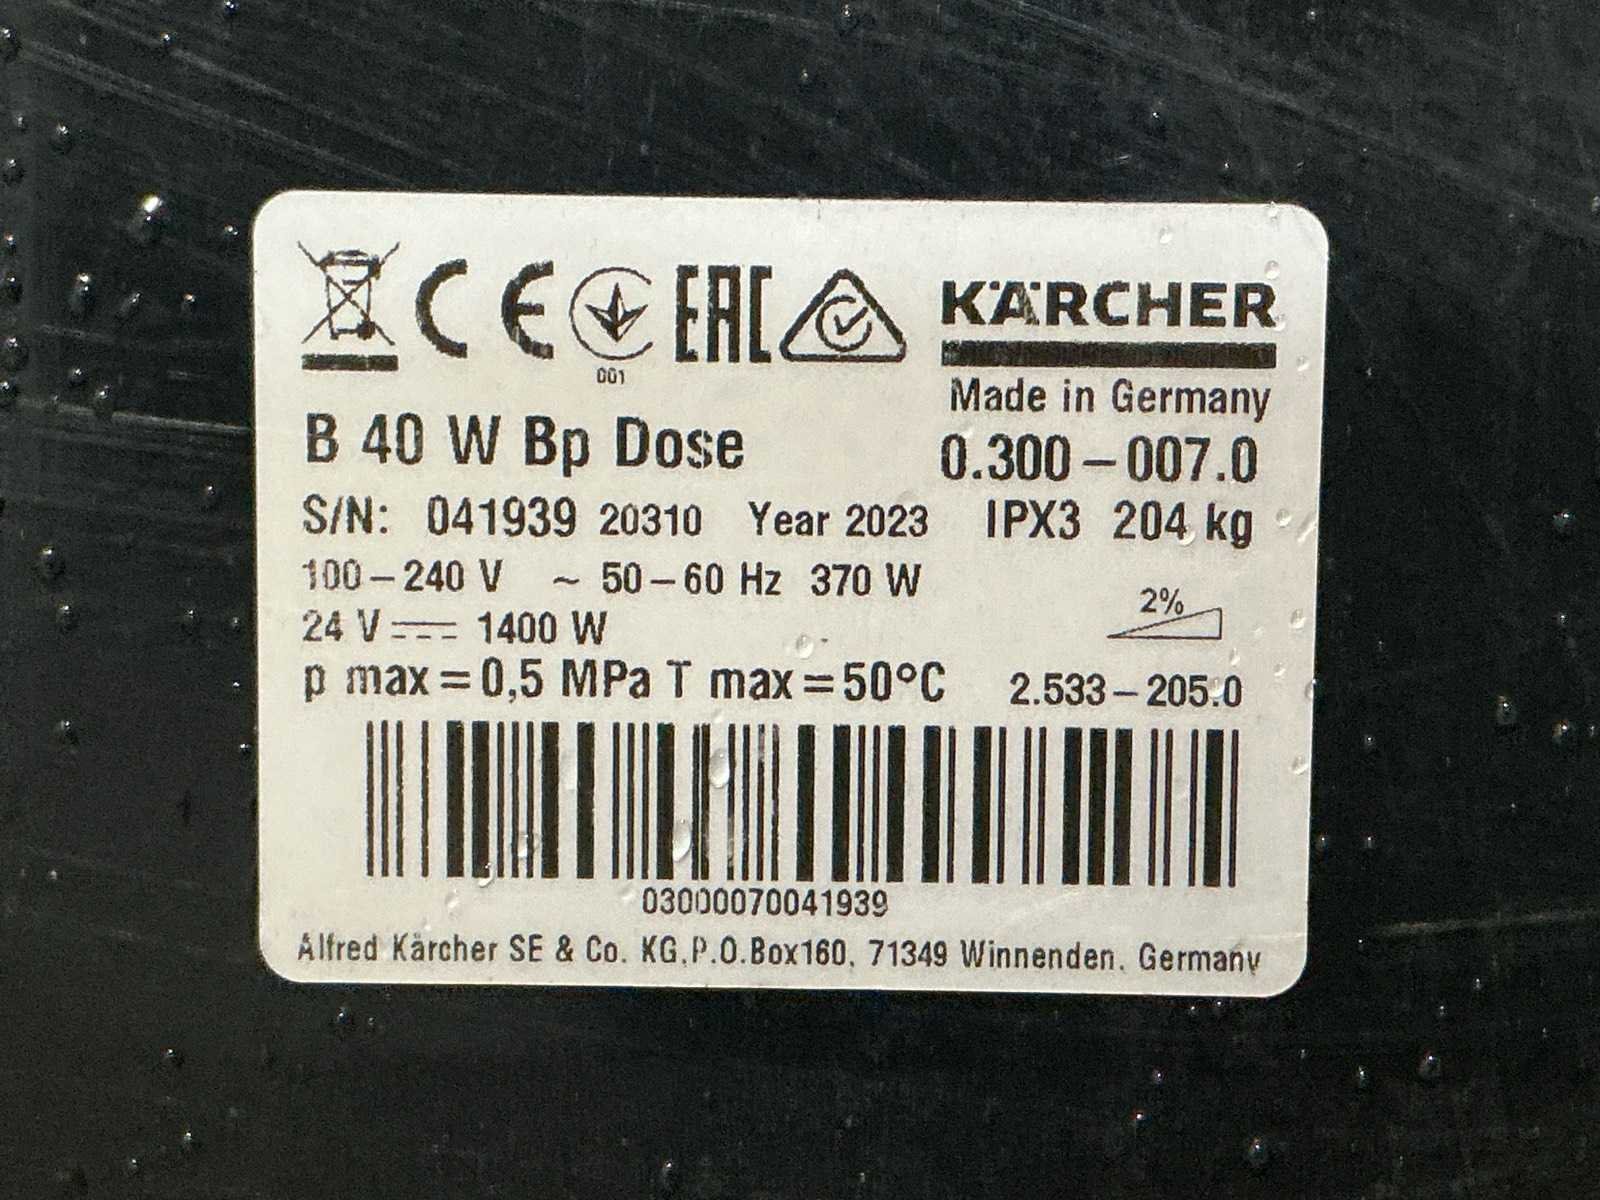 CE 001 EAC KÄRCHER
Made in Germany
B 40 W Bp Dose 0.300-007.0
S/N: 041939 20310 Year 2023 IPX3 204 kg
100-240 V ~ 50-60 Hz 370 W
2%
24 V ⎓ 1400 W
p max=0,5 MPa T max=50°C 2.533-205.0
03000070041939
Alfred Kärcher SE & Co. KG,P.O.Box160, 71349 Winnenden, Germany